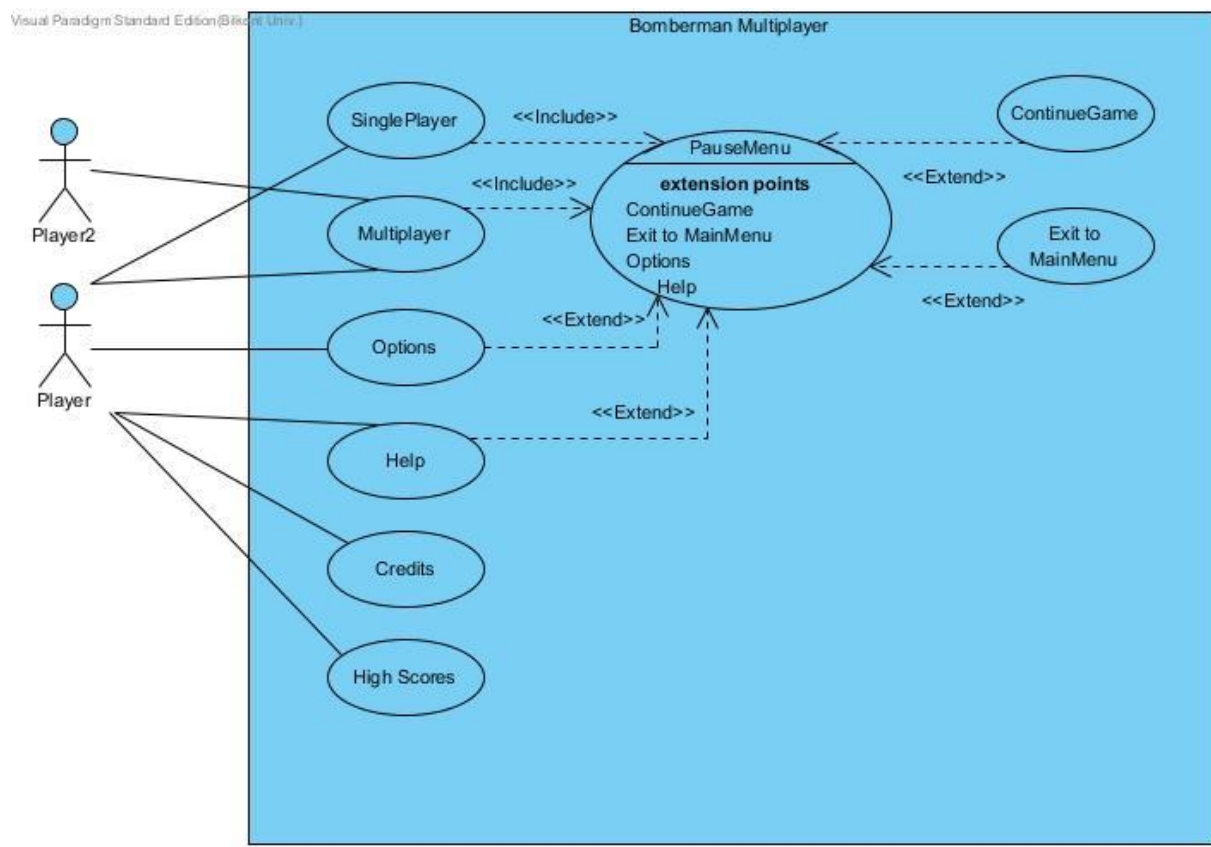 Visual Paradigm Standard Edition(Bilkent Univ.)
Bomberman Multiplayer
SinglePlayer
<<Include>>
ContinueGame
PauseMenu
<<Extend>>
extension points
ContinueGame
Exit to MainMenu
Options
Help
<<Include>>
Player2
Multiplayer
Exit to
MainMenu
<<Extend>>
<<Extend>>
Options
Player
<<Extend>>
Help
Credits
High Scores